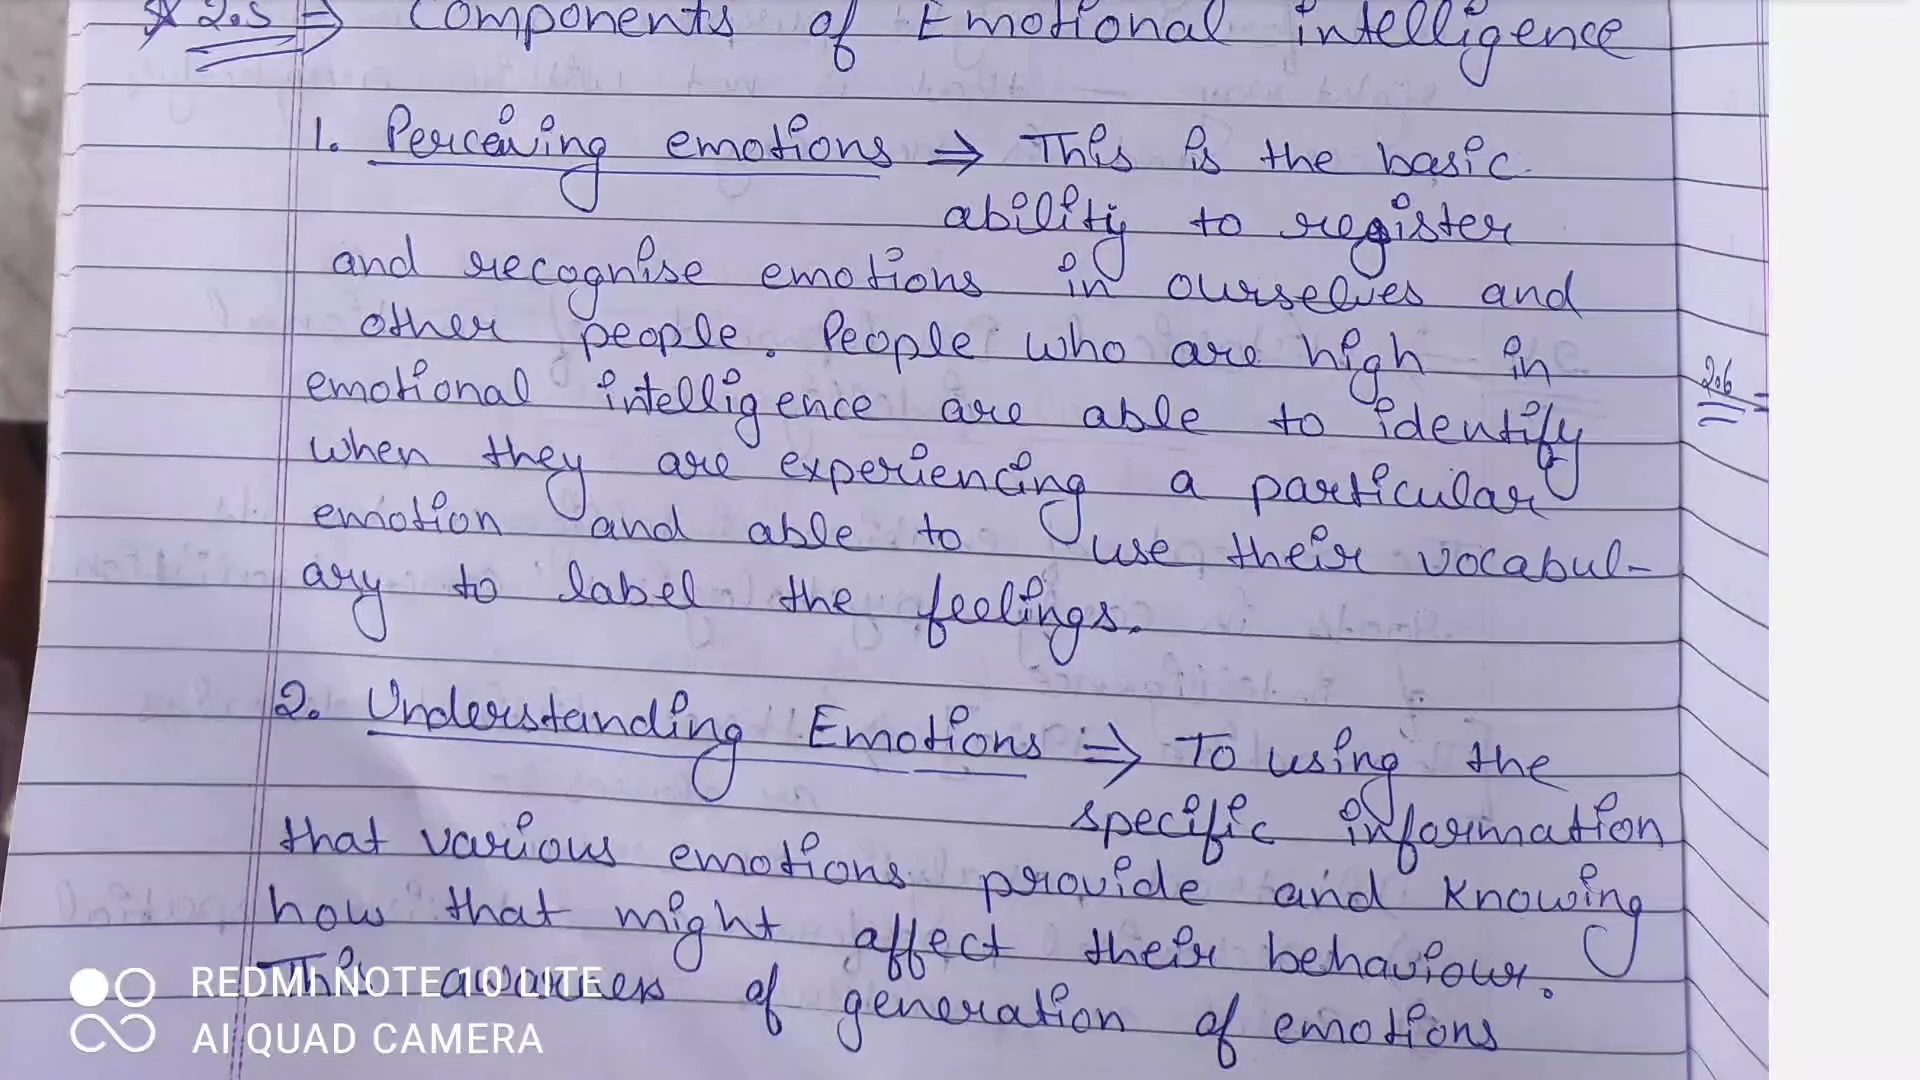 2.5 ⇒ Components of Emotional intelligence
1. Perceiving emotions ⇒ This is the basic
ability to register
and recognise emotions in ourselves and
other people. People who are high in
emotional intelligence are able to identify
2.6 =
when they are experiencing a particular
emotion and able to use their vocabul-
ary to label the feelings.
2. Understanding Emotions ⇒ To using the
specific information
that various emotions provide and knowing
how that might affect their behaviour.
This awarness of generation of emotions
REDMI NOTE 10 LITE
AI QUAD CAMERA